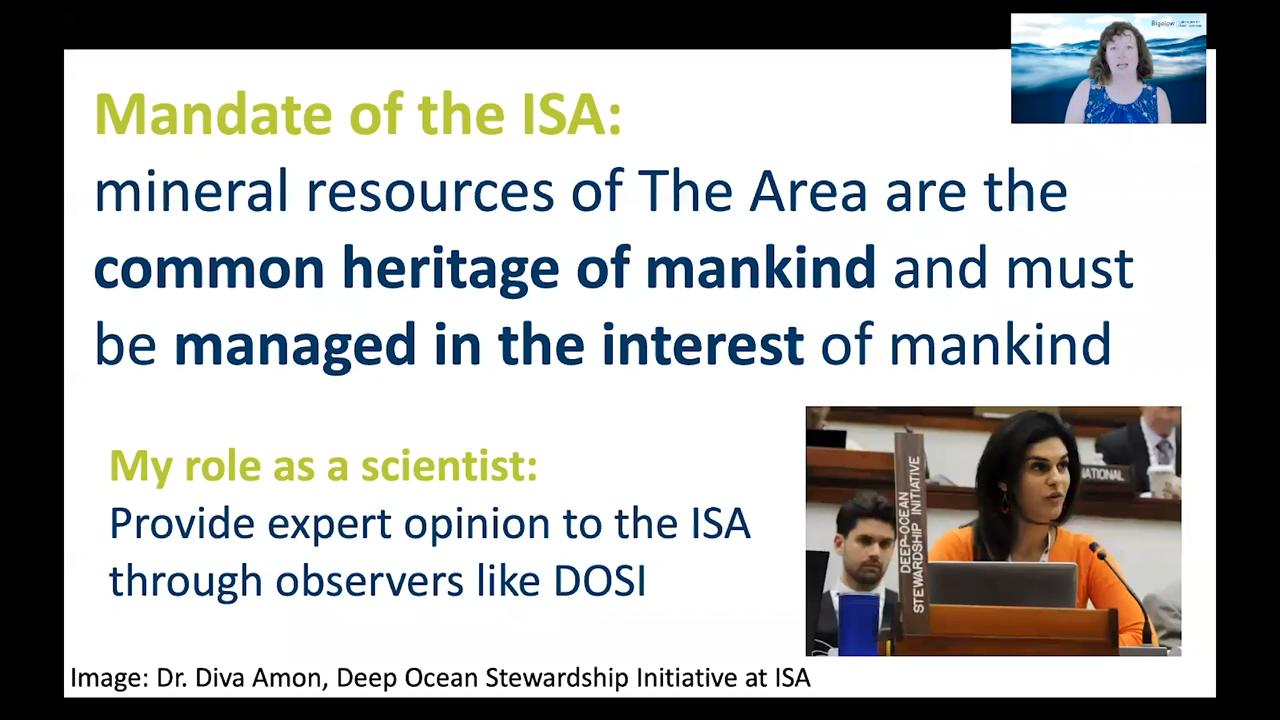 Bigelow
Mandate of the ISA:
mineral resources of The Area are the
common heritage of mankind and must
be managed in the interest of mankind
My role as a scientist:
Provide expert opinion to the ISA
through observers like DOSI
DEEP-OCEAN
STEWARDSHIP INITIATIVE
NATIONAL
Image: Dr. Diva Amon, Deep Ocean Stewardship Initiative at ISA